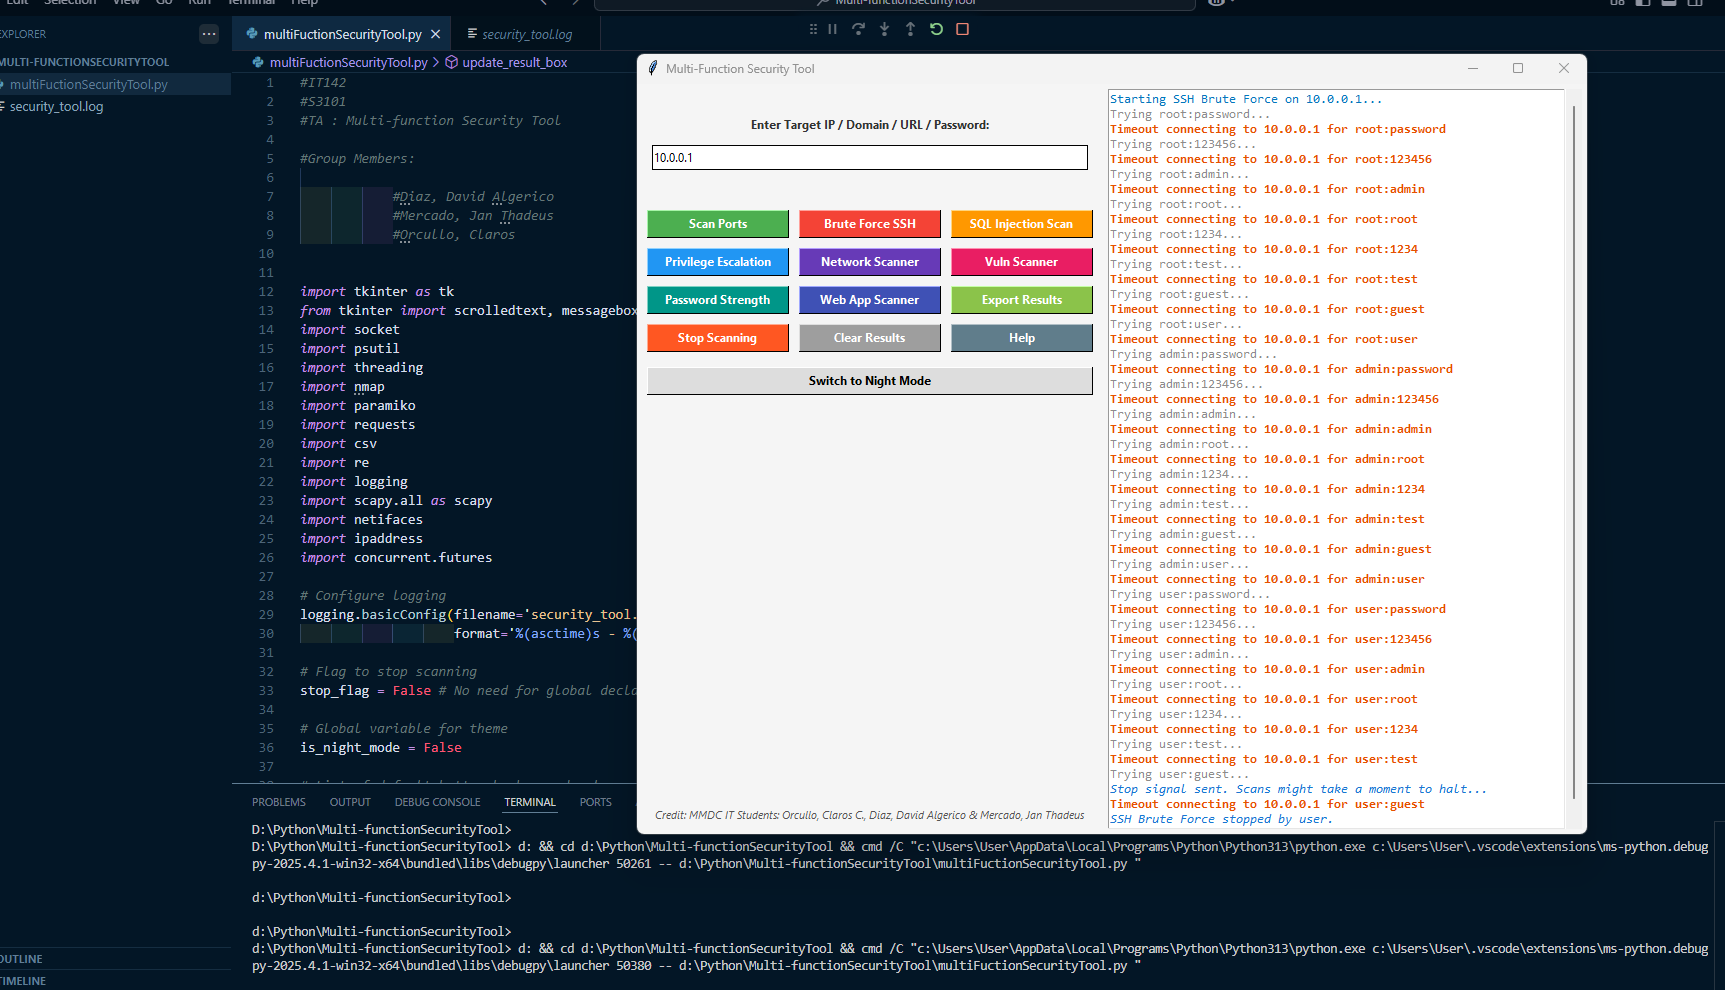 Edit Selection View Go Run Terminal Help
Multi-functionSecurityTool
EXPLORER
MULTI-FUNCTIONSECURITYTOOL
multiFuctionSecurityTool.py
security_tool.log
OUTLINE
TIMELINE
multiFuctionSecurityTool.py
security_tool.log
multiFuctionSecurityTool.py > update_result_box
1 #IT142
2 #S3101
3 #TA : Multi-function Security Tool
4
5 #Group Members:
6
7 #Diaz, David Algerico
8 #Mercado, Jan Thadeus
9 #Orcullo, Claros
10
11
12 import tkinter as tk
13 from tkinter import scrolledtext, messagebox
14 import socket
15 import psutil
16 import threading
17 import nmap
18 import paramiko
19 import requests
20 import csv
21 import re
22 import logging
23 import scapy.all as scapy
24 import netifaces
25 import ipaddress
26 import concurrent.futures
27
28 # Configure logging
29 logging.basicConfig(filename='security_tool.
30 format='%(asctime)s - %(
31
32 # Flag to stop scanning
33 stop_flag = False # No need for global decla
34
35 # Global variable for theme
36 is_night_mode = False
37
Multi-Function Security Tool
Enter Target IP / Domain / URL / Password:
10.0.0.1
Scan Ports Brute Force SSH SQL Injection Scan
Privilege Escalation Network Scanner Vuln Scanner
Password Strength Web App Scanner Export Results
Stop Scanning Clear Results Help
Switch to Night Mode
Credit: MMDC IT Students: Orcullo, Claros C., Diaz, David Algerico & Mercado, Jan Thadeus
Starting SSH Brute Force on 10.0.0.1...
Trying root:password...
Timeout connecting to 10.0.0.1 for root:password
Trying root:123456...
Timeout connecting to 10.0.0.1 for root:123456
Trying root:admin...
Timeout connecting to 10.0.0.1 for root:admin
Trying root:root...
Timeout connecting to 10.0.0.1 for root:root
Trying root:1234...
Timeout connecting to 10.0.0.1 for root:1234
Trying root:test...
Timeout connecting to 10.0.0.1 for root:test
Trying root:guest...
Timeout connecting to 10.0.0.1 for root:guest
Trying root:user...
Timeout connecting to 10.0.0.1 for root:user
Trying admin:password...
Timeout connecting to 10.0.0.1 for admin:password
Trying admin:123456...
Timeout connecting to 10.0.0.1 for admin:123456
Trying admin:admin...
Timeout connecting to 10.0.0.1 for admin:admin
Trying admin:root...
Timeout connecting to 10.0.0.1 for admin:root
Trying admin:1234...
Timeout connecting to 10.0.0.1 for admin:1234
Trying admin:test...
Timeout connecting to 10.0.0.1 for admin:test
Trying admin:guest...
Timeout connecting to 10.0.0.1 for admin:guest
Trying admin:user...
Timeout connecting to 10.0.0.1 for admin:user
Trying user:password...
Timeout connecting to 10.0.0.1 for user:password
Trying user:123456...
Timeout connecting to 10.0.0.1 for user:123456
Trying user:admin...
Timeout connecting to 10.0.0.1 for user:admin
Trying user:root...
Timeout connecting to 10.0.0.1 for user:root
Trying user:1234...
Timeout connecting to 10.0.0.1 for user:1234
Trying user:test...
Timeout connecting to 10.0.0.1 for user:test
Trying user:guest...
Stop signal sent. Scans might take a moment to halt...
Timeout connecting to 10.0.0.1 for user:guest
SSH Brute Force stopped by user.
PROBLEMS OUTPUT DEBUG CONSOLE TERMINAL PORTS
D:\Python\Multi-functionSecurityTool>
D:\Python\Multi-functionSecurityTool> d: && cd d:\Python\Multi-functionSecurityTool && cmd /C "c:\Users\User\AppData\Local\Programs\Python\Python313\python.exe c:\Users\User\.vscode\extensions\ms-python.debug
py-2025.4.1-win32-x64\bundled\libs\debugpy\launcher 50261 -- d:\Python\Multi-functionSecurityTool\multiFuctionSecurityTool.py "
d:\Python\Multi-functionSecurityTool>
d:\Python\Multi-functionSecurityTool>
d:\Python\Multi-functionSecurityTool> d: && cd d:\Python\Multi-functionSecurityTool && cmd /C "c:\Users\User\AppData\Local\Programs\Python\Python313\python.exe c:\Users\User\.vscode\extensions\ms-python.debug
py-2025.4.1-win32-x64\bundled\libs\debugpy\launcher 50380 -- d:\Python\Multi-functionSecurityTool\multiFuctionSecurityTool.py "